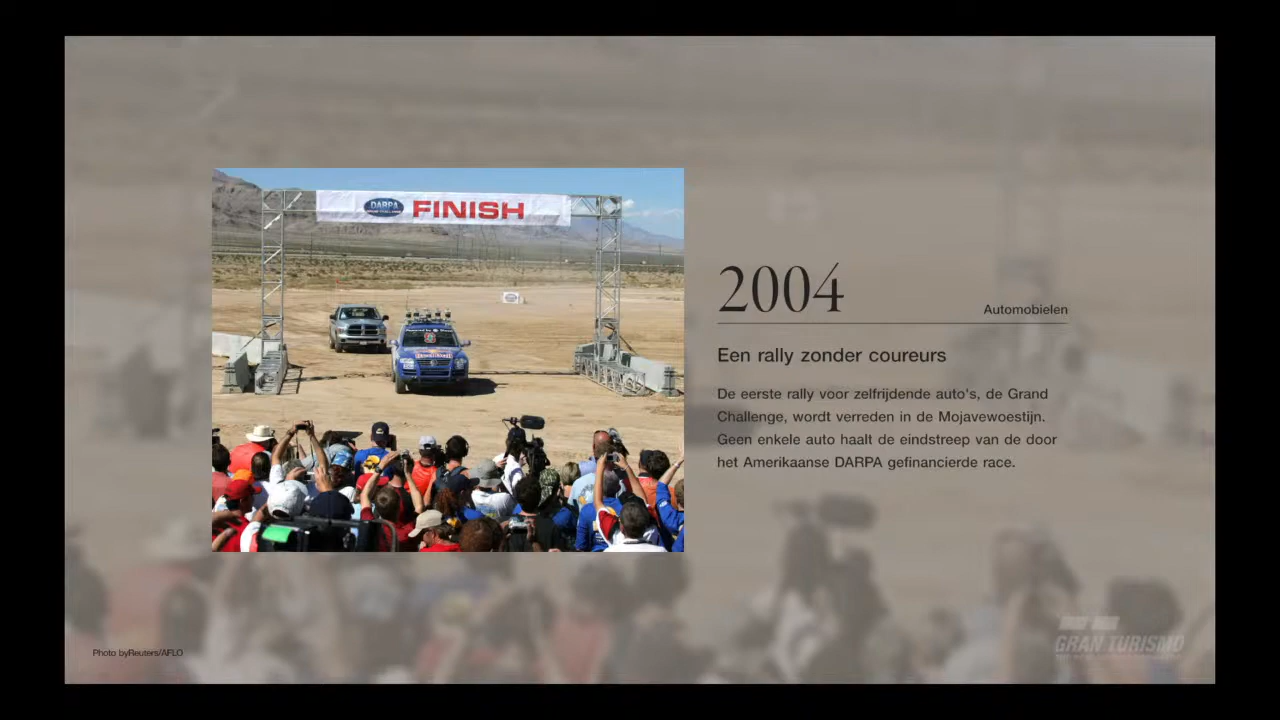 DARPA
FINISH
2004
Automobielen
Een rally zonder coureurs
De eerste rally voor zelfrijdende auto's, de Grand
Challenge, wordt verreden in de Mojavewoestijn.
Geen enkele auto haalt de eindstreep van de door
het Amerikaanse DARPA gefinancierde race.
Photo byReuters/AFLO
GRAN TURISMO